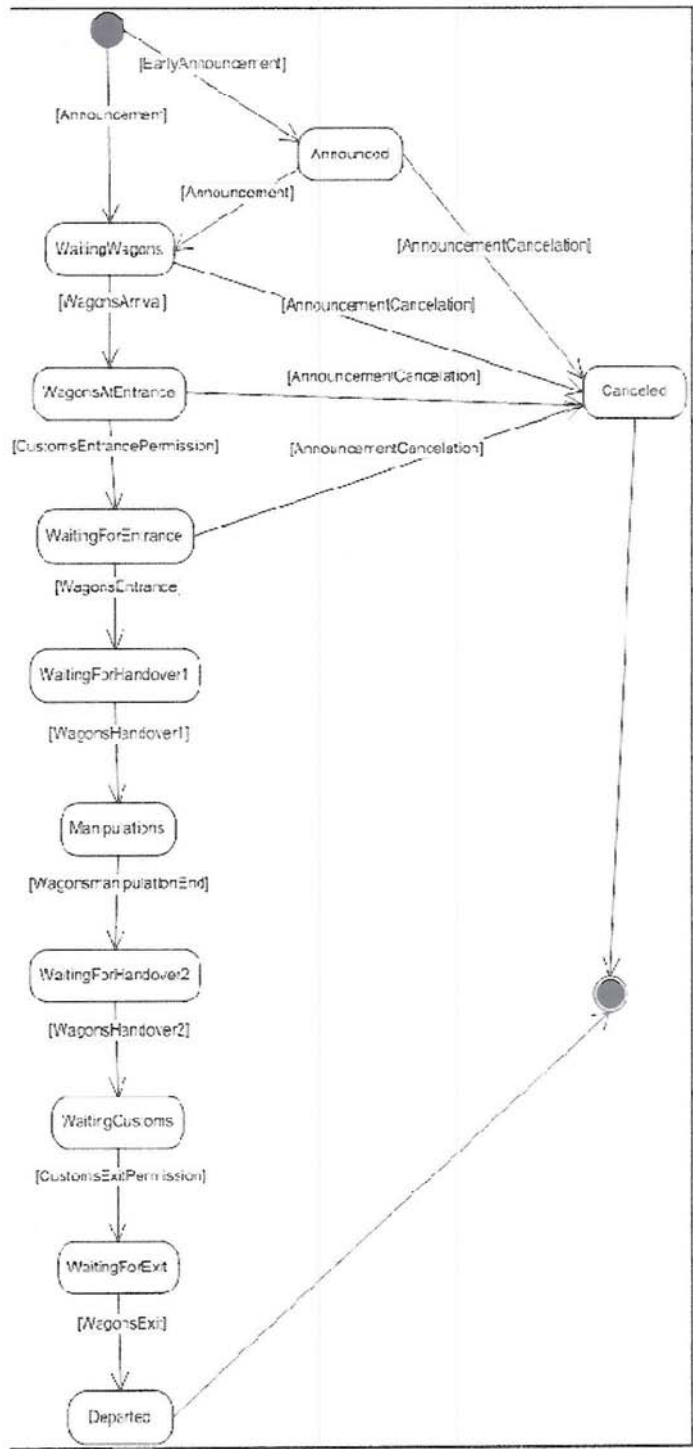 [EarlyAnnouncement]
[Announcement]
Announced
[Announcement]
WaitingWagons
[AnnouncementCancelation]
[WagonsArrival]
[AnnouncementCancelation]
[AnnouncementCancelation]
WagonsAtEntrance
Canceled
[CustomsEntrancePermission]
[AnnouncementCancelation]
WaitingForEntrance
[WagonsEntrance]
WaitingForHandover1
[WagonsHandover1]
Manipulations
[WagonsmanipulationEnd]
WaitingForHandover2
[WagonsHandover2]
WaitingCustoms
[CustomsExitPermission]
WaitingForExit
[WagonsExit]
Departed